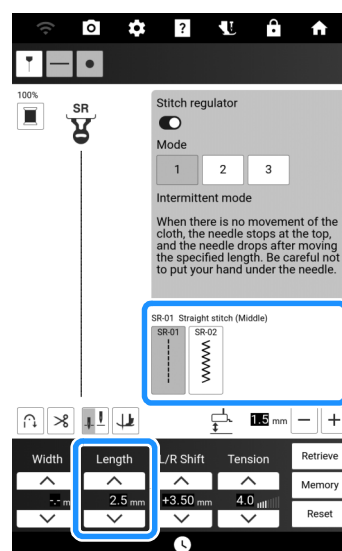 ?
100%
SR
Stitch regulator
Mode
1 2 3
Intermittent mode
When there is no movement of the
cloth, the needle stops at the top,
and the needle drops after moving
the specified length. Be careful not
to put your hand under the needle.
SR-01 Straight stitch (Middle)
SR-01 SR-02
1.5 mm − +
Width Length L/R Shift Tension Retrieve
-.- m 2.5 mm +3.50 mm 4.0 Memory
Reset